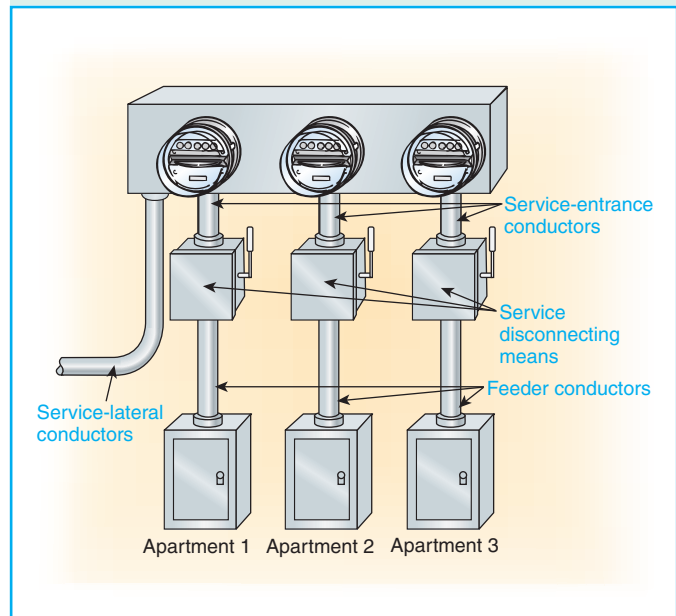 Service-entrance
conductors
Service
disconnecting
means
Feeder conductors
Service-lateral
conductors
Apartment 1 Apartment 2 Apartment 3